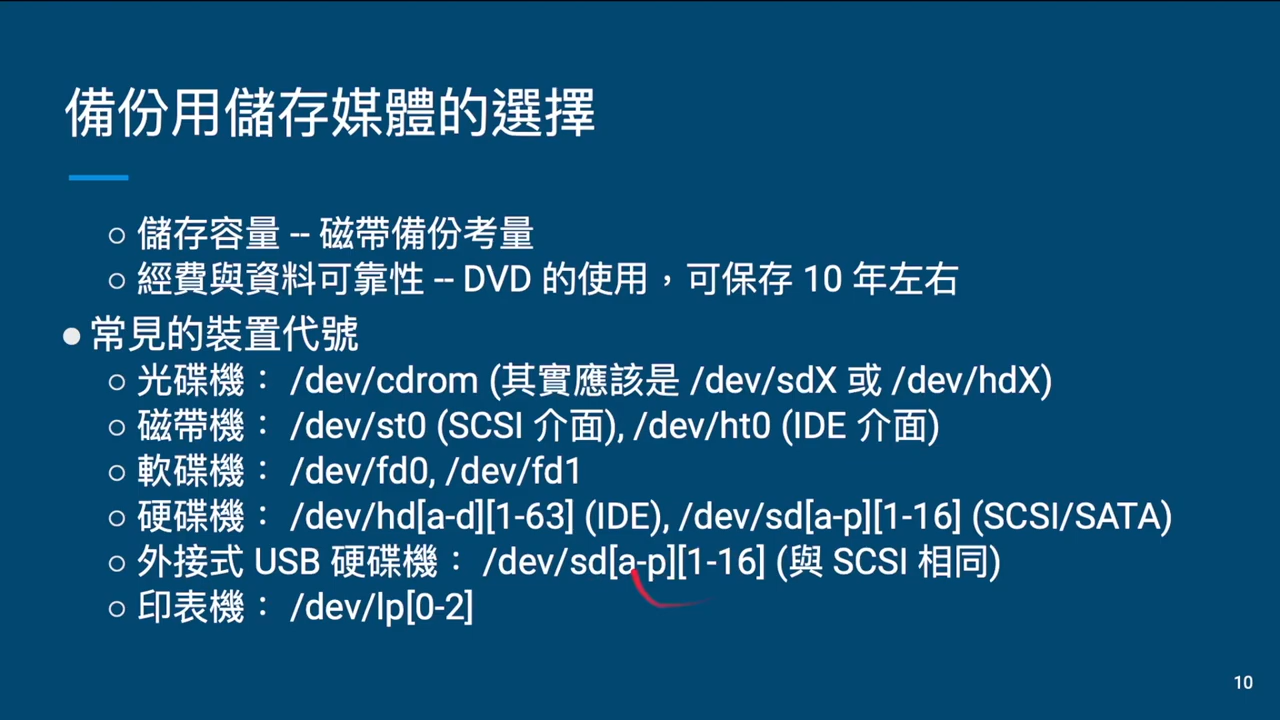 備份用儲存媒體的選擇
○ 儲存容量 -- 磁帶備份考量
○ 經費與資料可靠性 -- DVD 的使用，可保存 10 年左右
● 常見的裝置代號
○ 光碟機： /dev/cdrom (其實應該是 /dev/sdX 或 /dev/hdX)
○ 磁帶機： /dev/st0 (SCSI 介面), /dev/ht0 (IDE 介面)
○ 軟碟機： /dev/fd0, /dev/fd1
○ 硬碟機： /dev/hd[a-d][1-63] (IDE), /dev/sd[a-p][1-16] (SCSI/SATA)
○ 外接式 USB 硬碟機： /dev/sd[a-p][1-16] (與 SCSI 相同)
○ 印表機： /dev/lp[0-2]
10